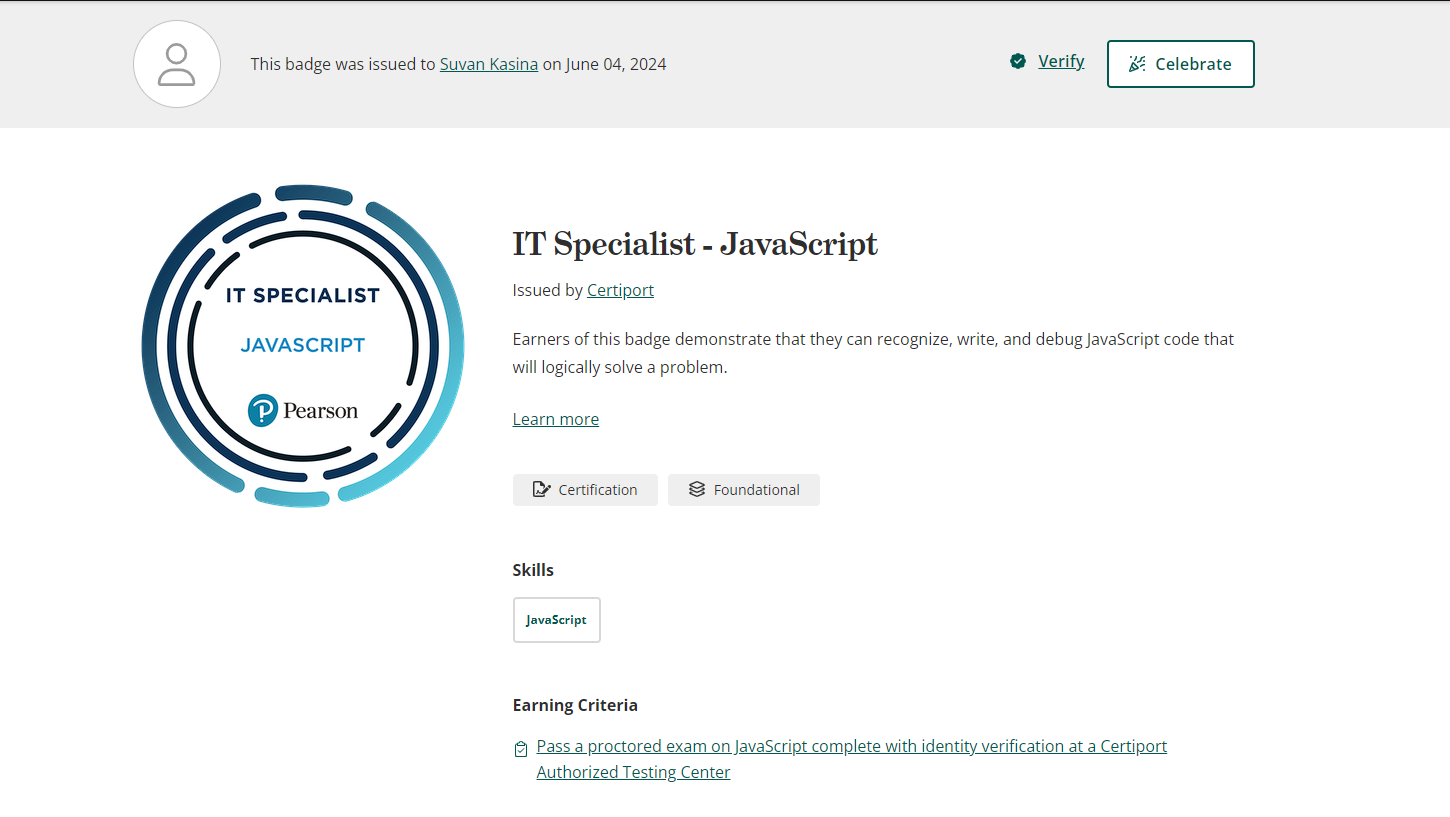 This badge was issued to Suvan Kasina on June 04, 2024
Verify
Celebrate
IT SPECIALIST
JAVASCRIPT
Pearson
IT Specialist - JavaScript
Issued by Certiport
Earners of this badge demonstrate that they can recognize, write, and debug JavaScript code that
will logically solve a problem.
Learn more
Certification
Foundational
Skills
JavaScript
Earning Criteria
Pass a proctored exam on JavaScript complete with identity verification at a Certiport
Authorized Testing Center